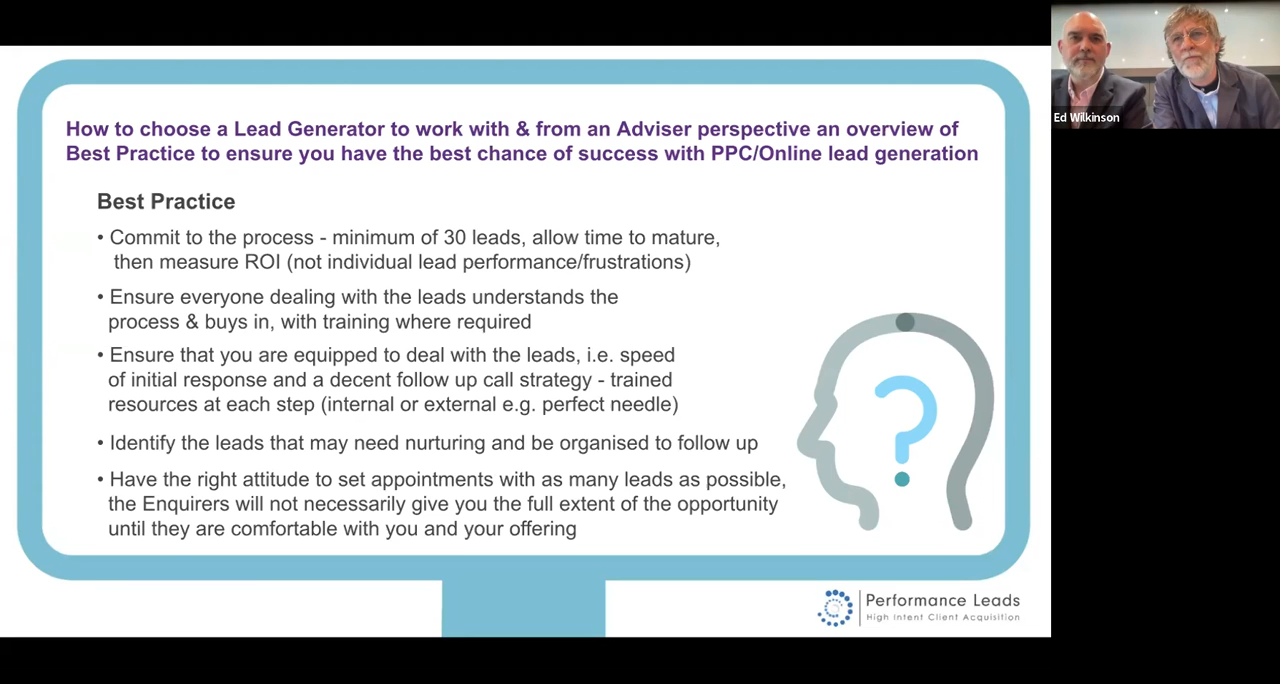 How to choose a Lead Generator to work with & from an Adviser perspective an overview of
Best Practice to ensure you have the best chance of success with PPC/Online lead generation
Best Practice
• Commit to the process - minimum of 30 leads, allow time to mature,
then measure ROI (not individual lead performance/frustrations)
• Ensure everyone dealing with the leads understands the
process & buys in, with training where required
• Ensure that you are equipped to deal with the leads, i.e. speed
of initial response and a decent follow up call strategy - trained
resources at each step (internal or external e.g. perfect needle)
• Identify the leads that may need nurturing and be organised to follow up
• Have the right attitude to set appointments with as many leads as possible,
the Enquirers will not necessarily give you the full extent of the opportunity
until they are comfortable with you and your offering
?
Performance Leads
High Intent Client Acquisition
Ed Wilkinson